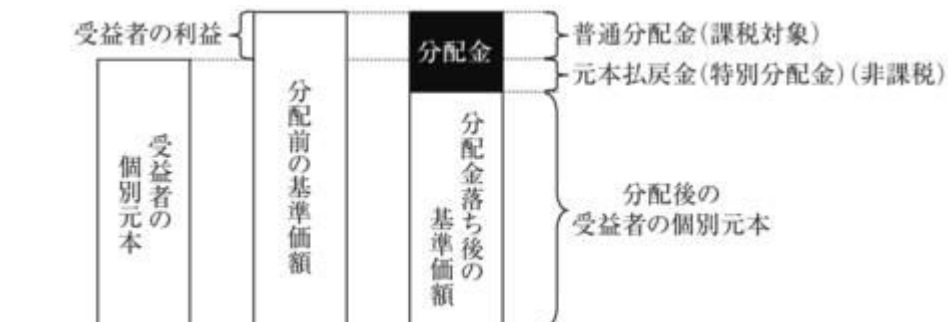 受益者の利益
普通分配金(課税対象)
分配金
元本払戻金(特別分配金)(非課税)
受益者の
個別元本
分配前の基準価額
分配金落ち後の
基準価額
分配後の
受益者の個別元本